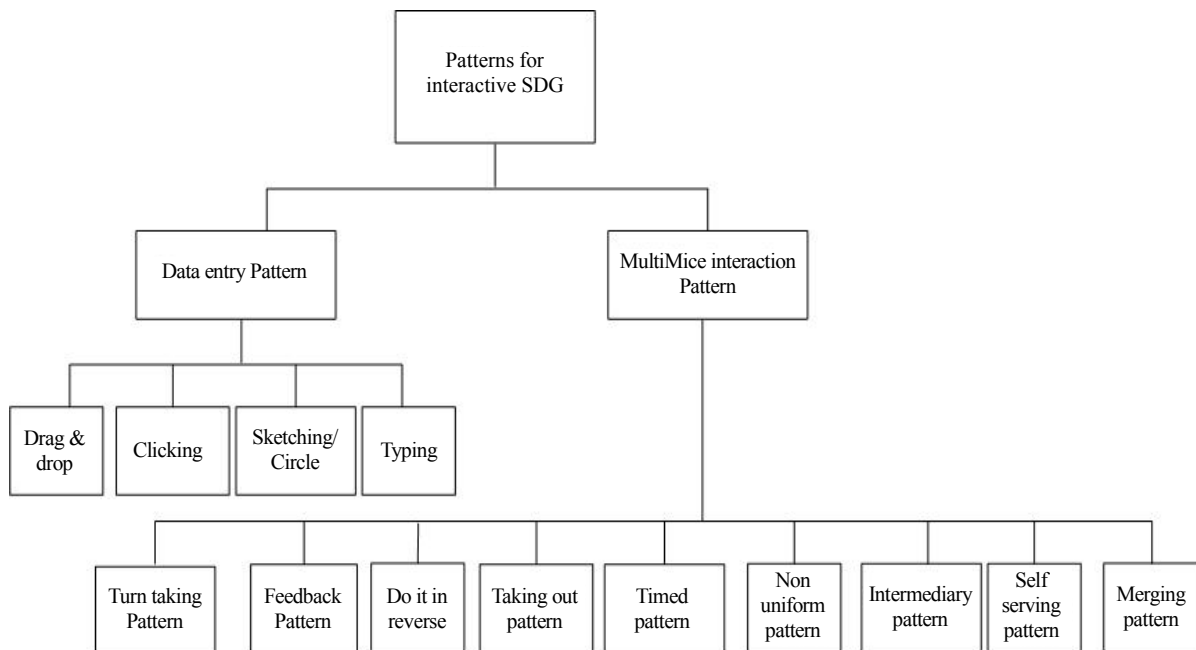 Patterns for
interactive SDG
Data entry Pattern
MultiMice interaction
Pattern
Drag &
drop
Clicking
Sketching/
Circle
Typing
Turn taking
Pattern
Feedback
Pattern
Do it in
reverse
Taking out
pattern
Timed
pattern
Non
uniform
pattern
Intermediary
pattern
Self
serving
pattern
Merging
pattern